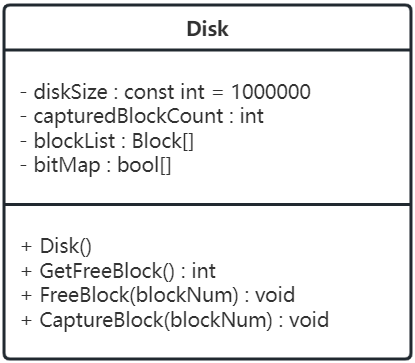 Disk
- diskSize : const int = 1000000
- capturedBlockCount : int
- blockList : Block[]
- bitMap : bool[]
+ Disk()
+ GetFreeBlock() : int
+ FreeBlock(blockNum) : void
+ CaptureBlock(blockNum) : void